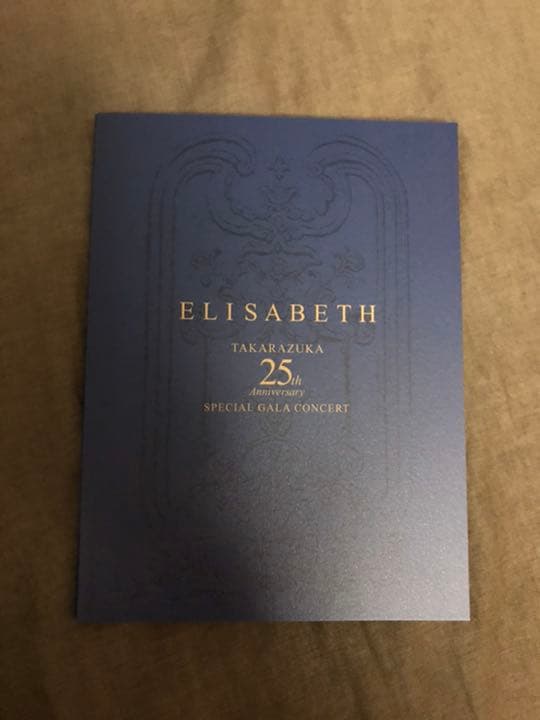 ELISABETH
TAKARAZUKA
25th
Anniversary
SPECIAL GALA CONCERT